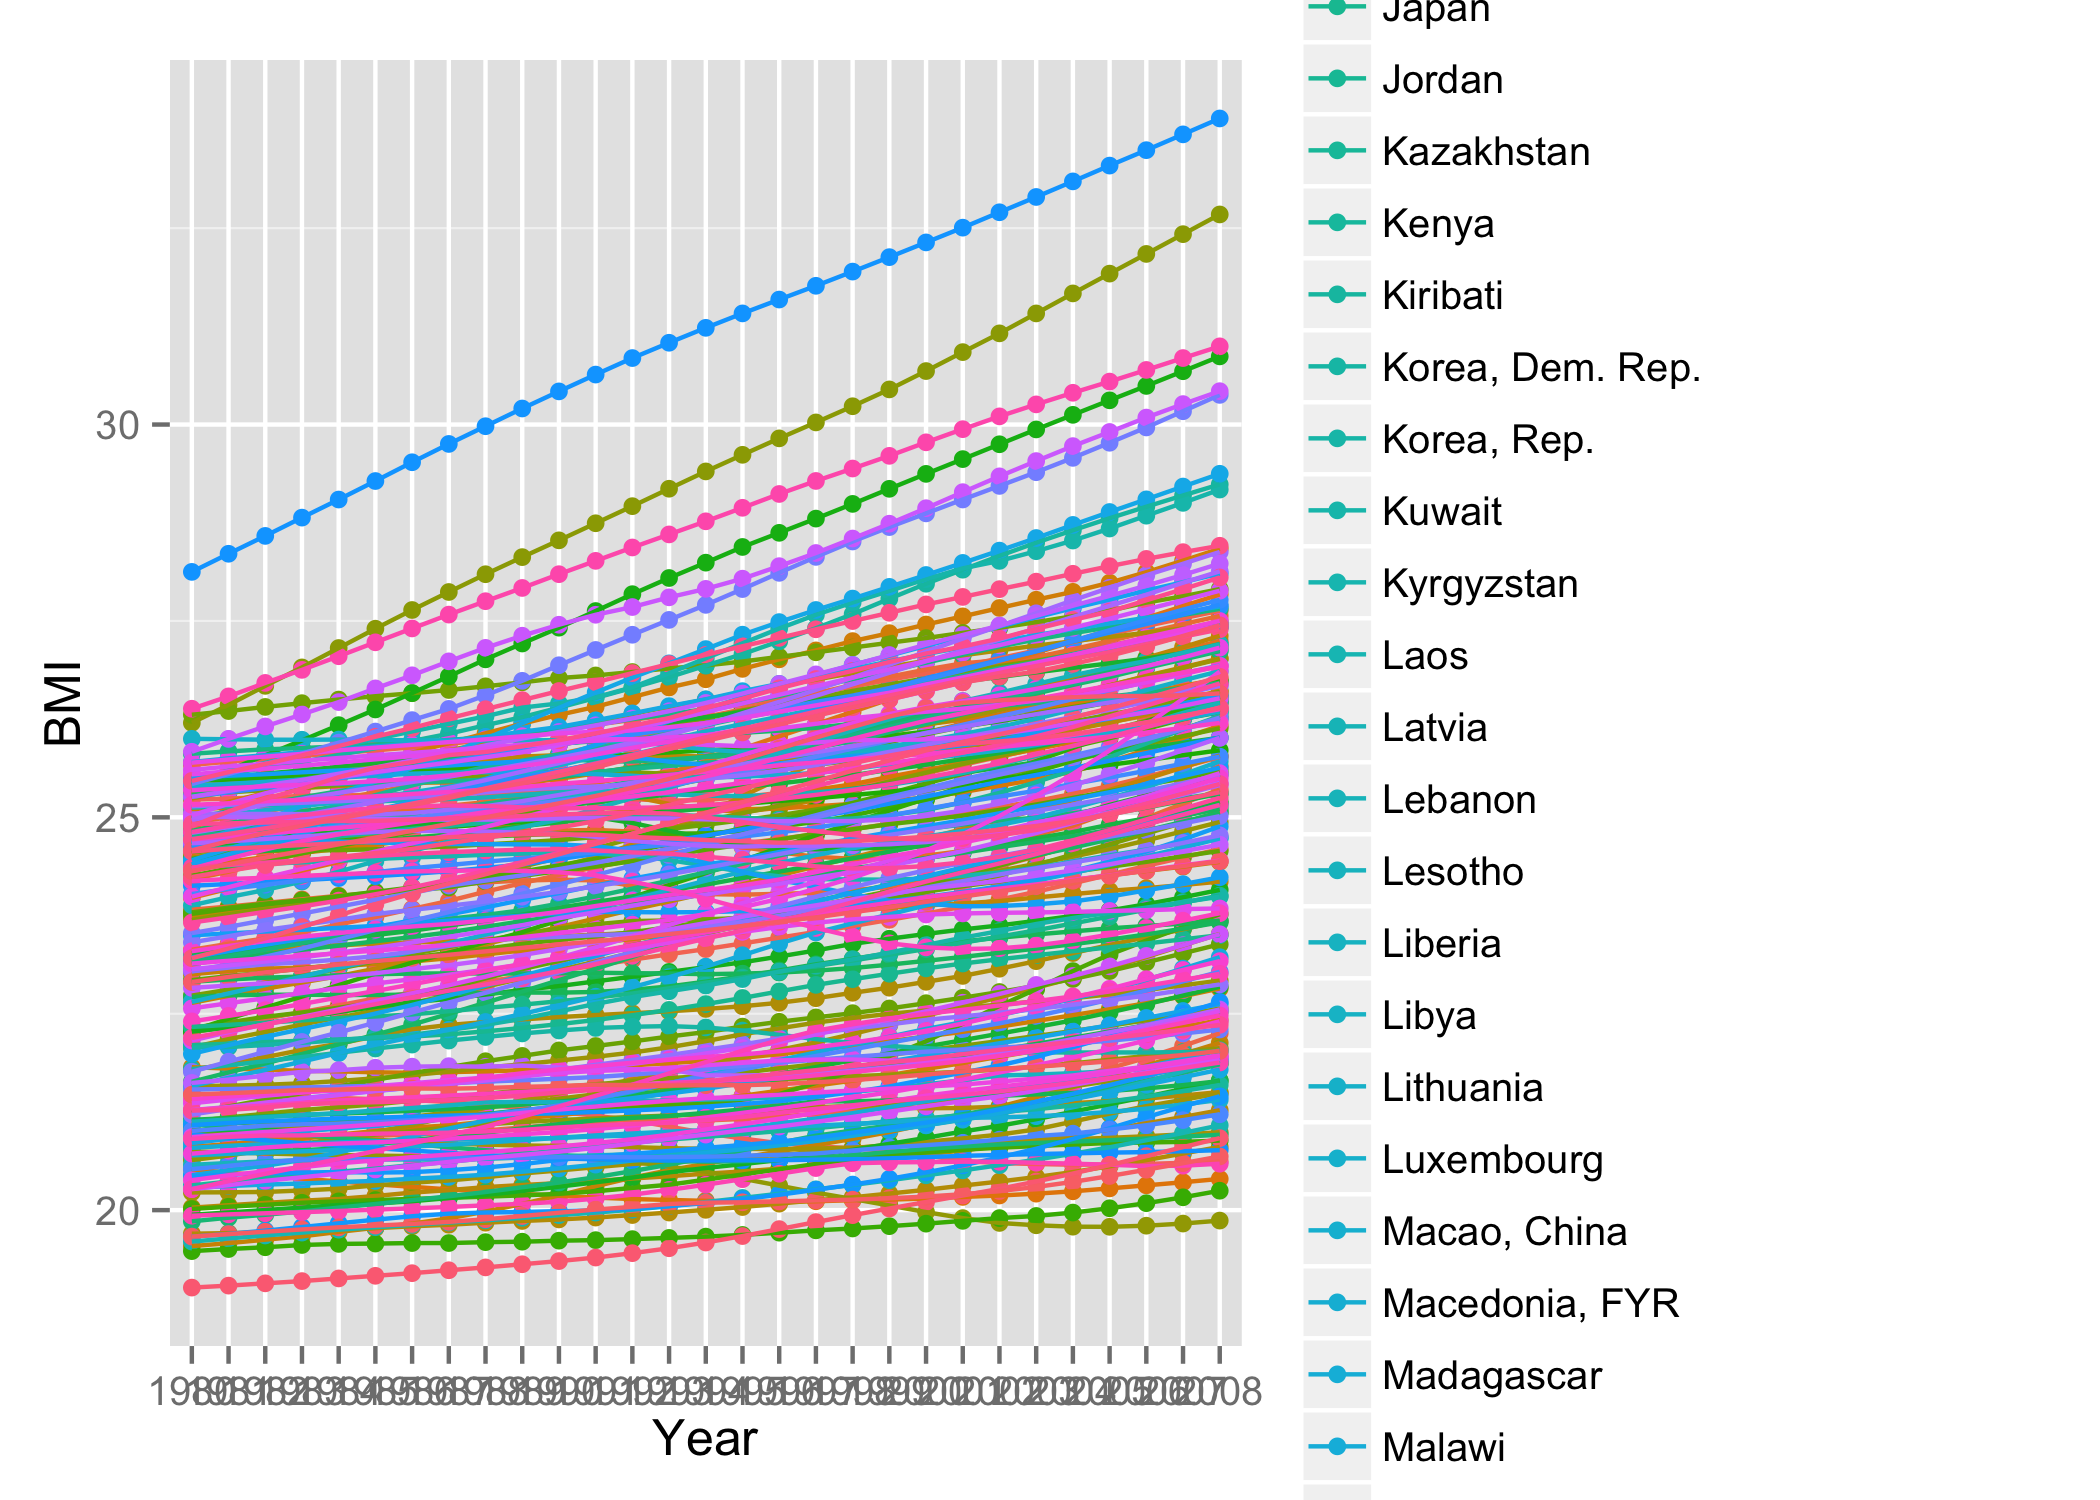 30
25
20
BMI
Year
Japan
Jordan
Kazakhstan
Kenya
Kiribati
Korea, Dem. Rep.
Korea, Rep.
Kuwait
Kyrgyzstan
Laos
Latvia
Lebanon
Lesotho
Liberia
Libya
Lithuania
Luxembourg
Macao, China
Macedonia, FYR
Madagascar
Malawi